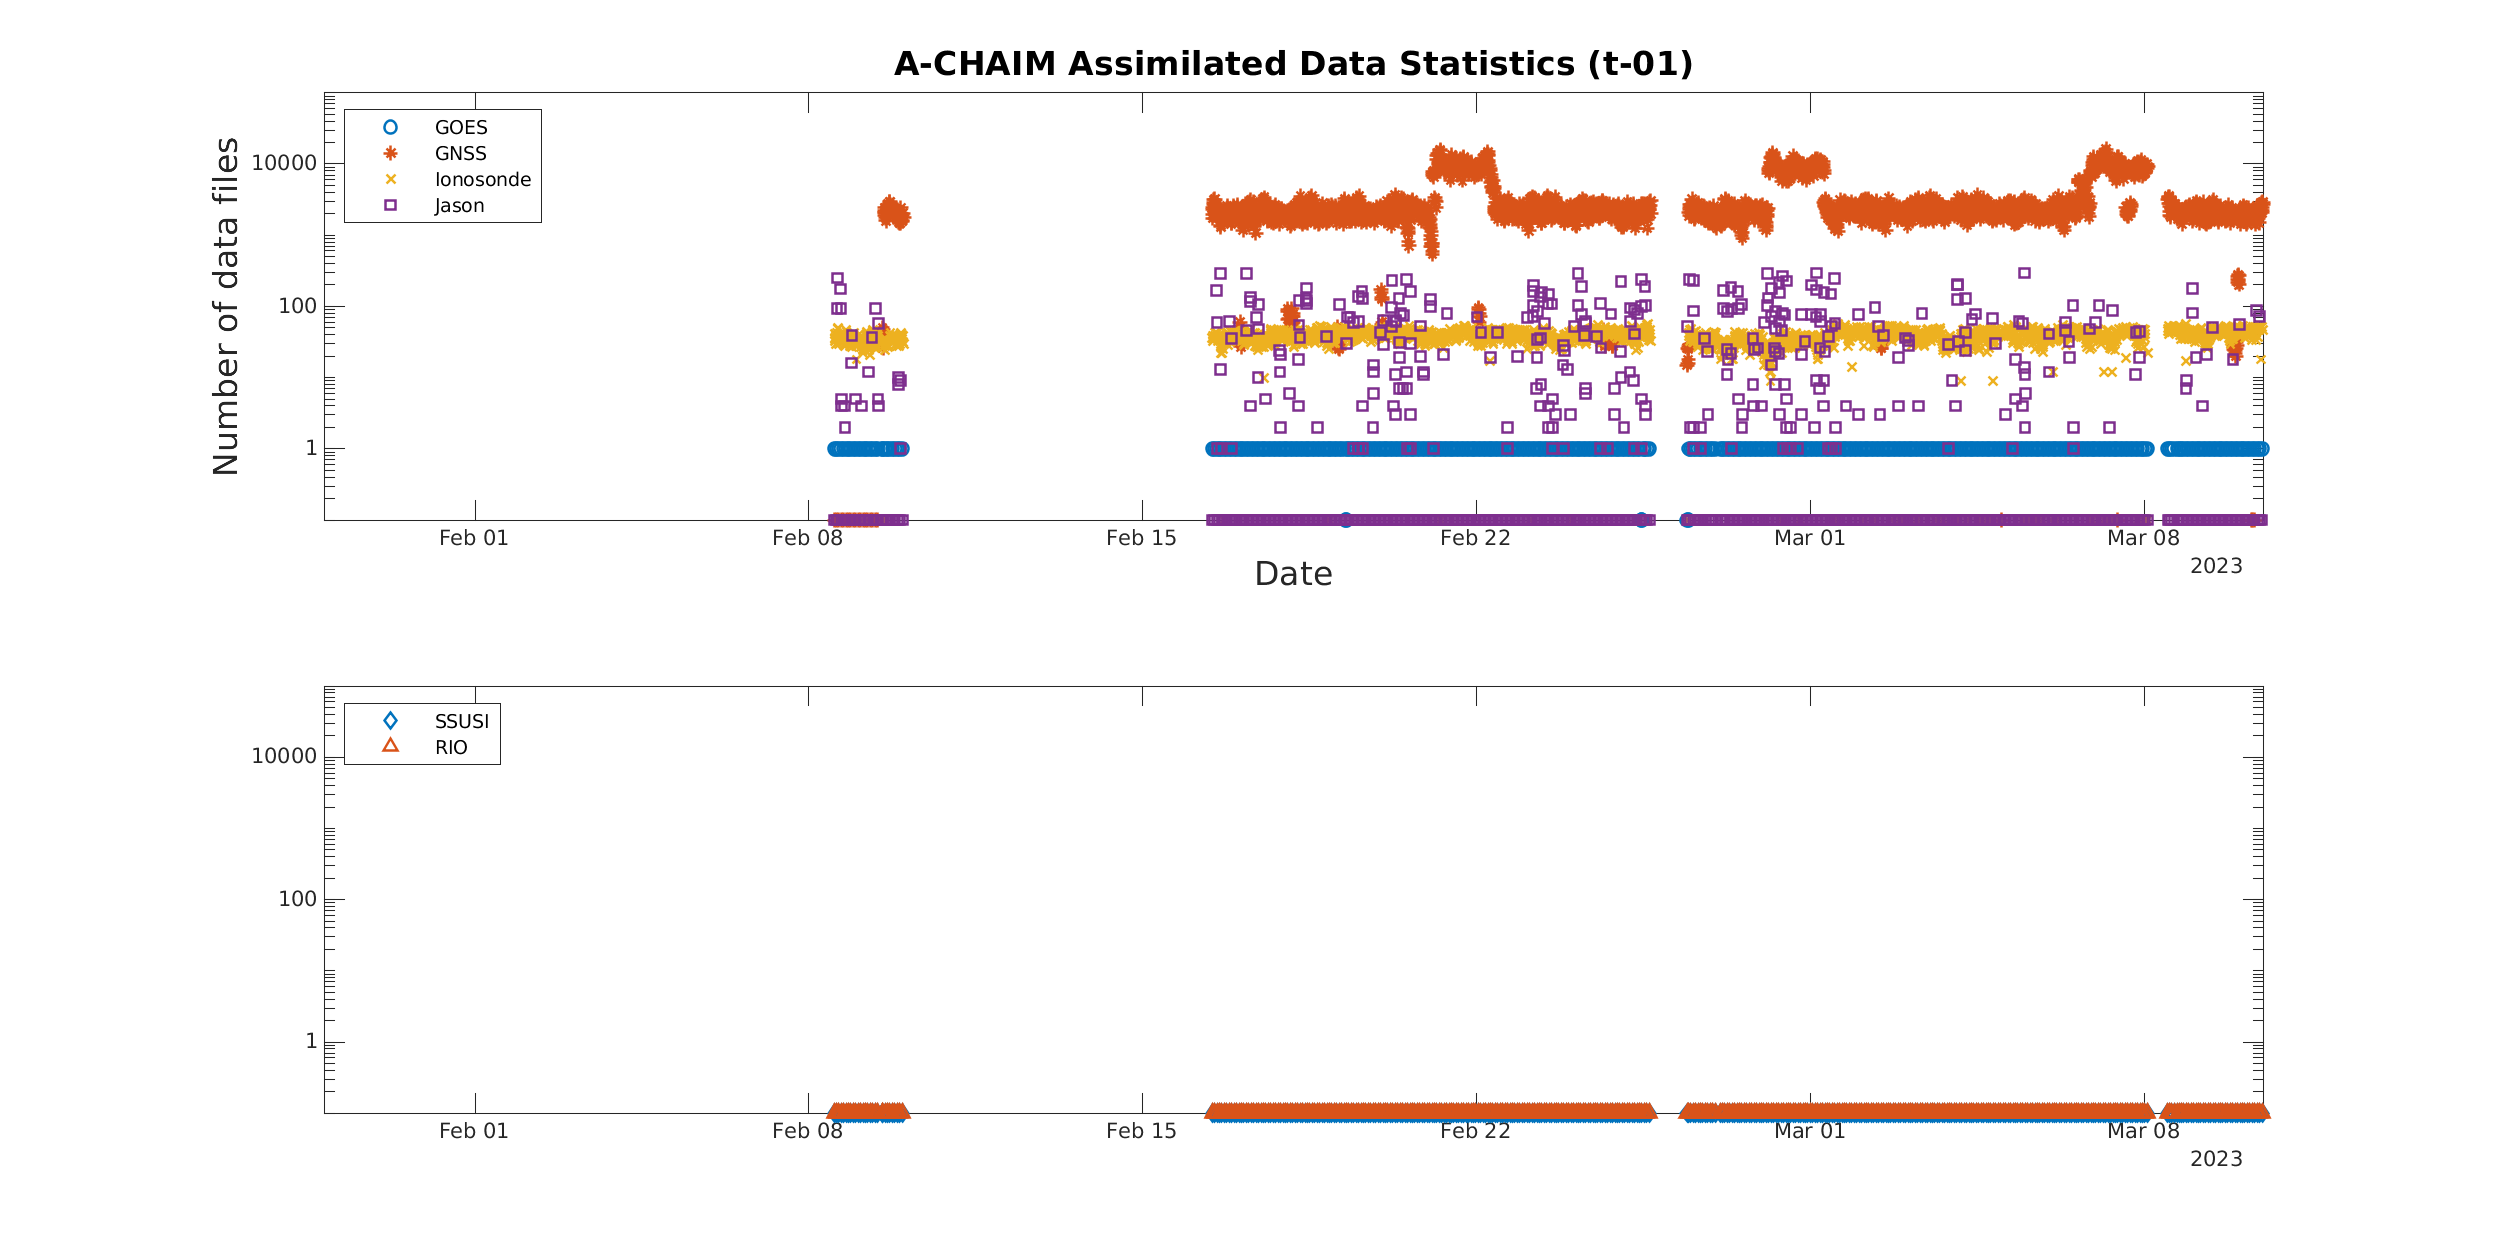 A-CHAIM Assimilated Data Statistics (t-01)
Number of data files
10000
100
1
GOES
GNSS
Ionosonde
Jason
Feb 01
Feb 08
Feb 15
Feb 22
Mar 01
Mar 08
2023
Date
10000
100
1
SSUSI
RIO
Feb 01
Feb 08
Feb 15
Feb 22
Mar 01
Mar 08
2023